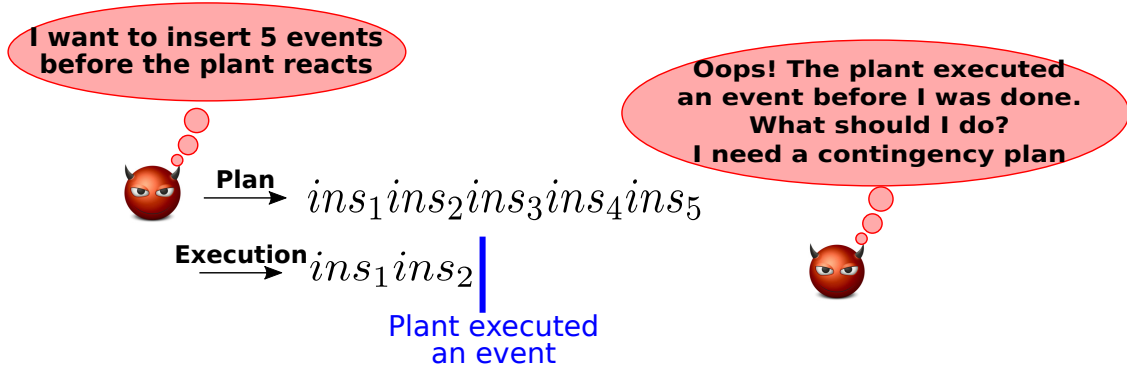 I want to insert 5 events
before the plant reacts
Oops! The plant executed
an event before I was done.
What should I do?
I need a contingency plan
Plan
ins₁ins₂ins₃ins₄ins₅
Execution
ins₁ins₂
Plant executed
an event